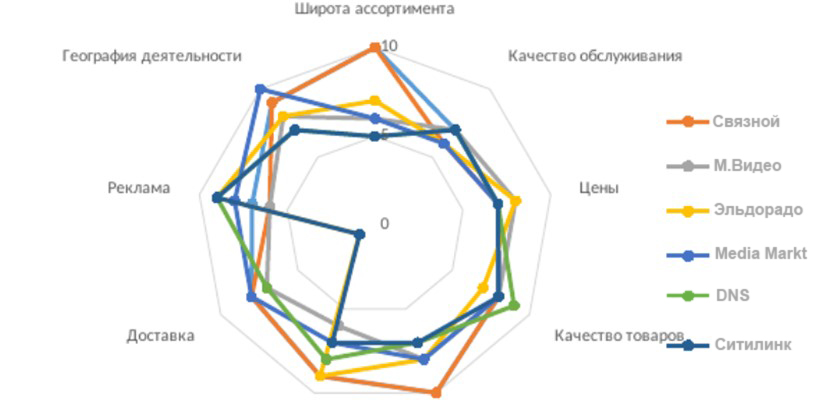 Широта ассортимента
10
География деятельности
Качество обслуживания
Связной
5
М.Видео
Реклама
Цены
Эльдорадо
0
Media Markt
DNS
Доставка
Качество товаров
Ситилинк